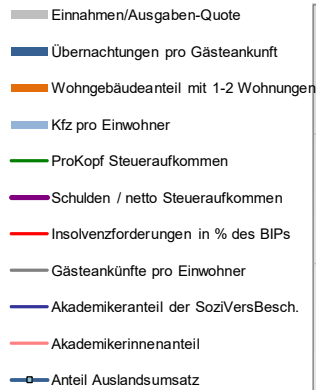 Einnahmen/Ausgaben-Quote
Übernachtungen pro Gästeankunft
Wohngebäudeanteil mit 1-2 Wohnungen
Kfz pro Einwohner
ProKopf Steueraufkommen
Schulden / netto Steueraufkommen
Insolvenzforderungen in % des BIPs
Gästeankünfte pro Einwohner
Akademikeranteil der SoziVersBesch.
Akademikerinnenanteil
Anteil Auslandsumsatz